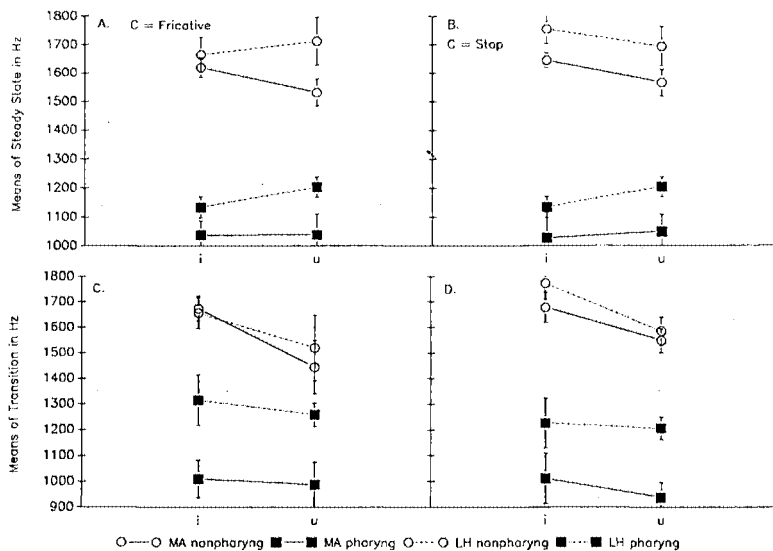 A. C = Fricative
B.
C = Stop
Means of Steady State in Hz
1800
1700
1600
1500
1400
1300
1200
1100
1000
i u i u
C. D.
Means of Transition in Hz
1800
1700
1600
1500
1400
1300
1200
1100
1000
900
i u i u
MA nonpharyng MA pharyng LH nonpharyng LH pharyng